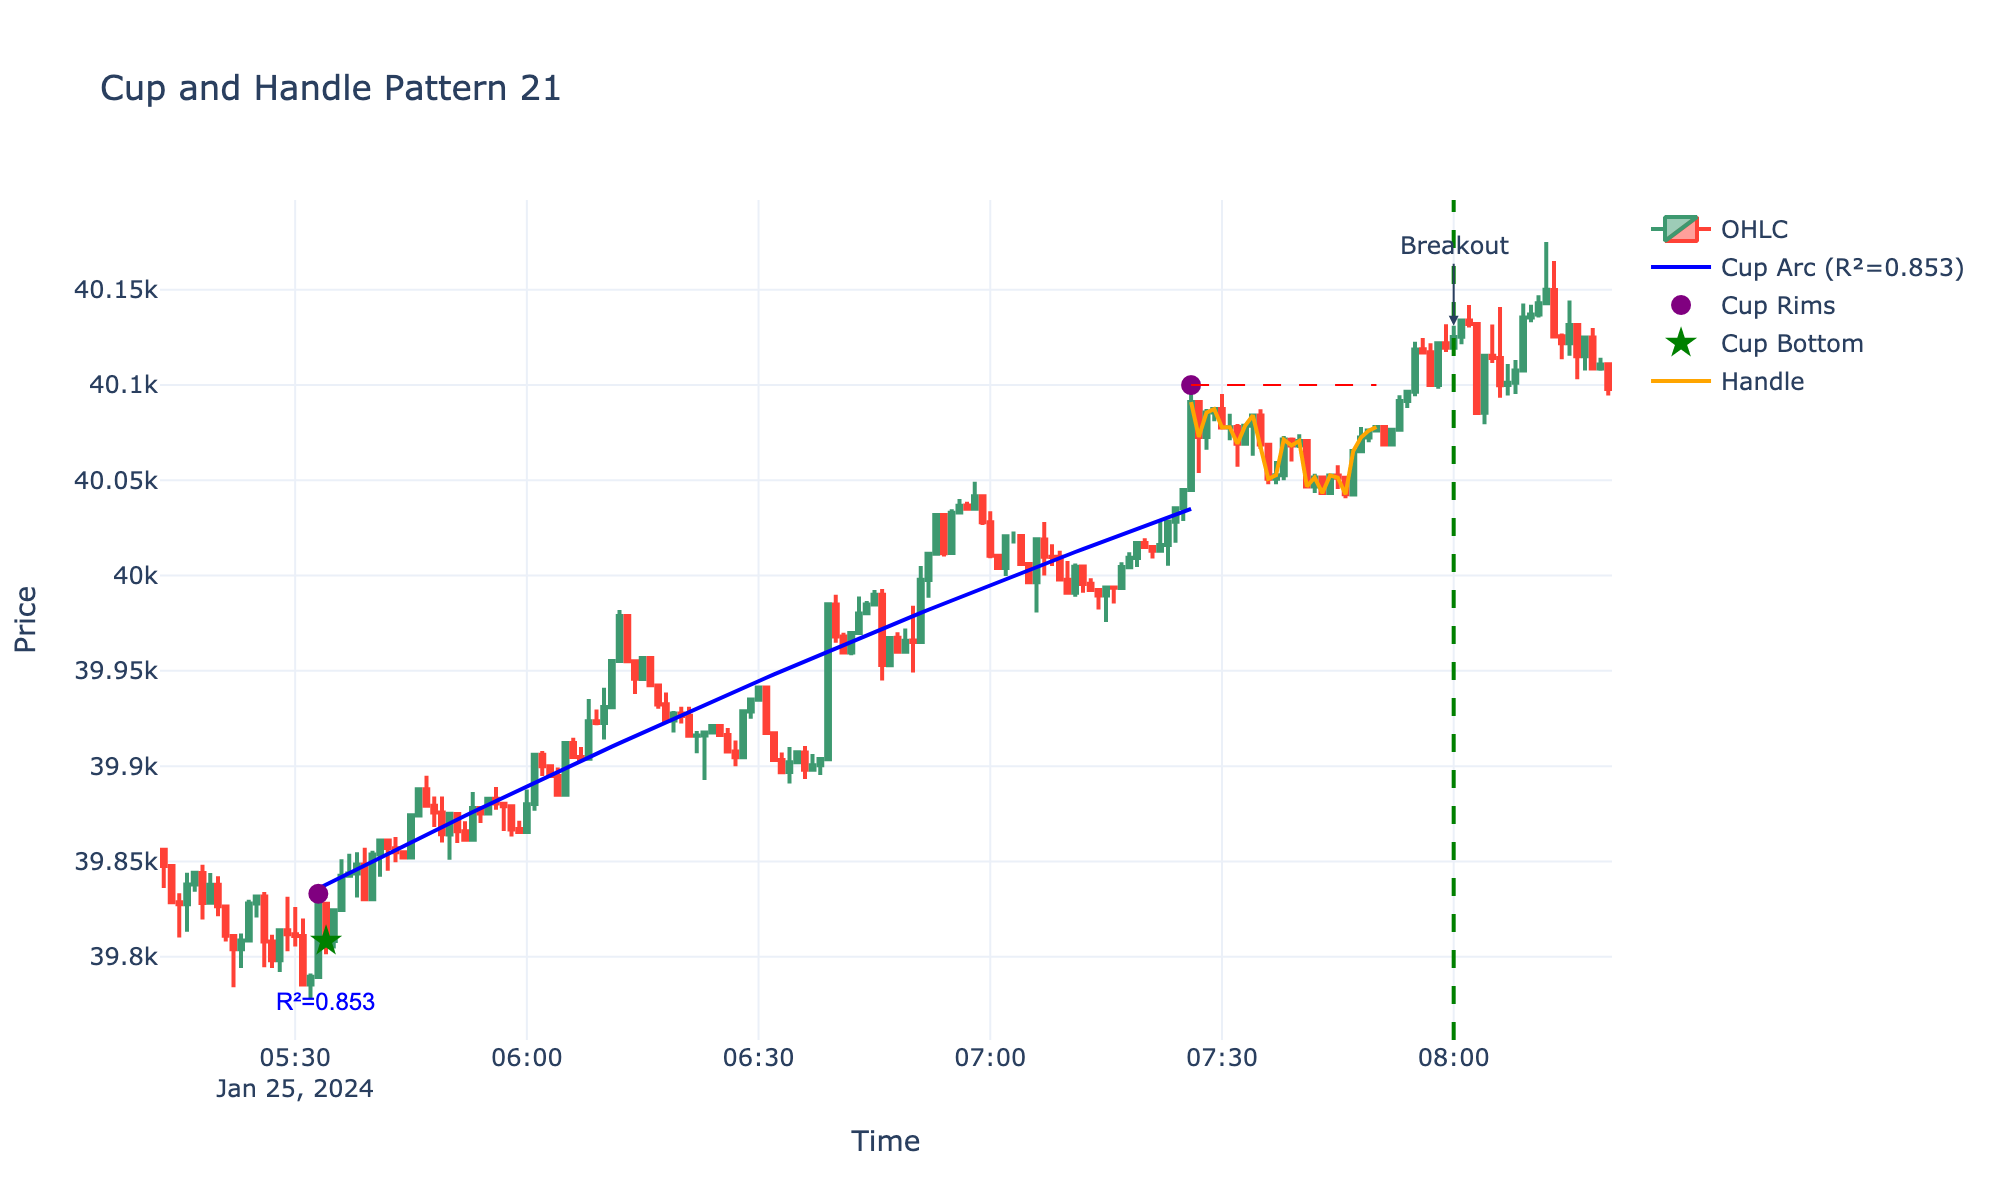 Cup and Handle Pattern 21
OHLC
Cup Arc (R²=0.853)
Cup Rims
Cup Bottom
Handle
Breakout
40.15k
40.1k
40.05k
40k
39.95k
39.9k
39.85k
39.8k
Price
R²=0.853
05:30
06:00
06:30
07:00
07:30
08:00
Jan 25, 2024
Time